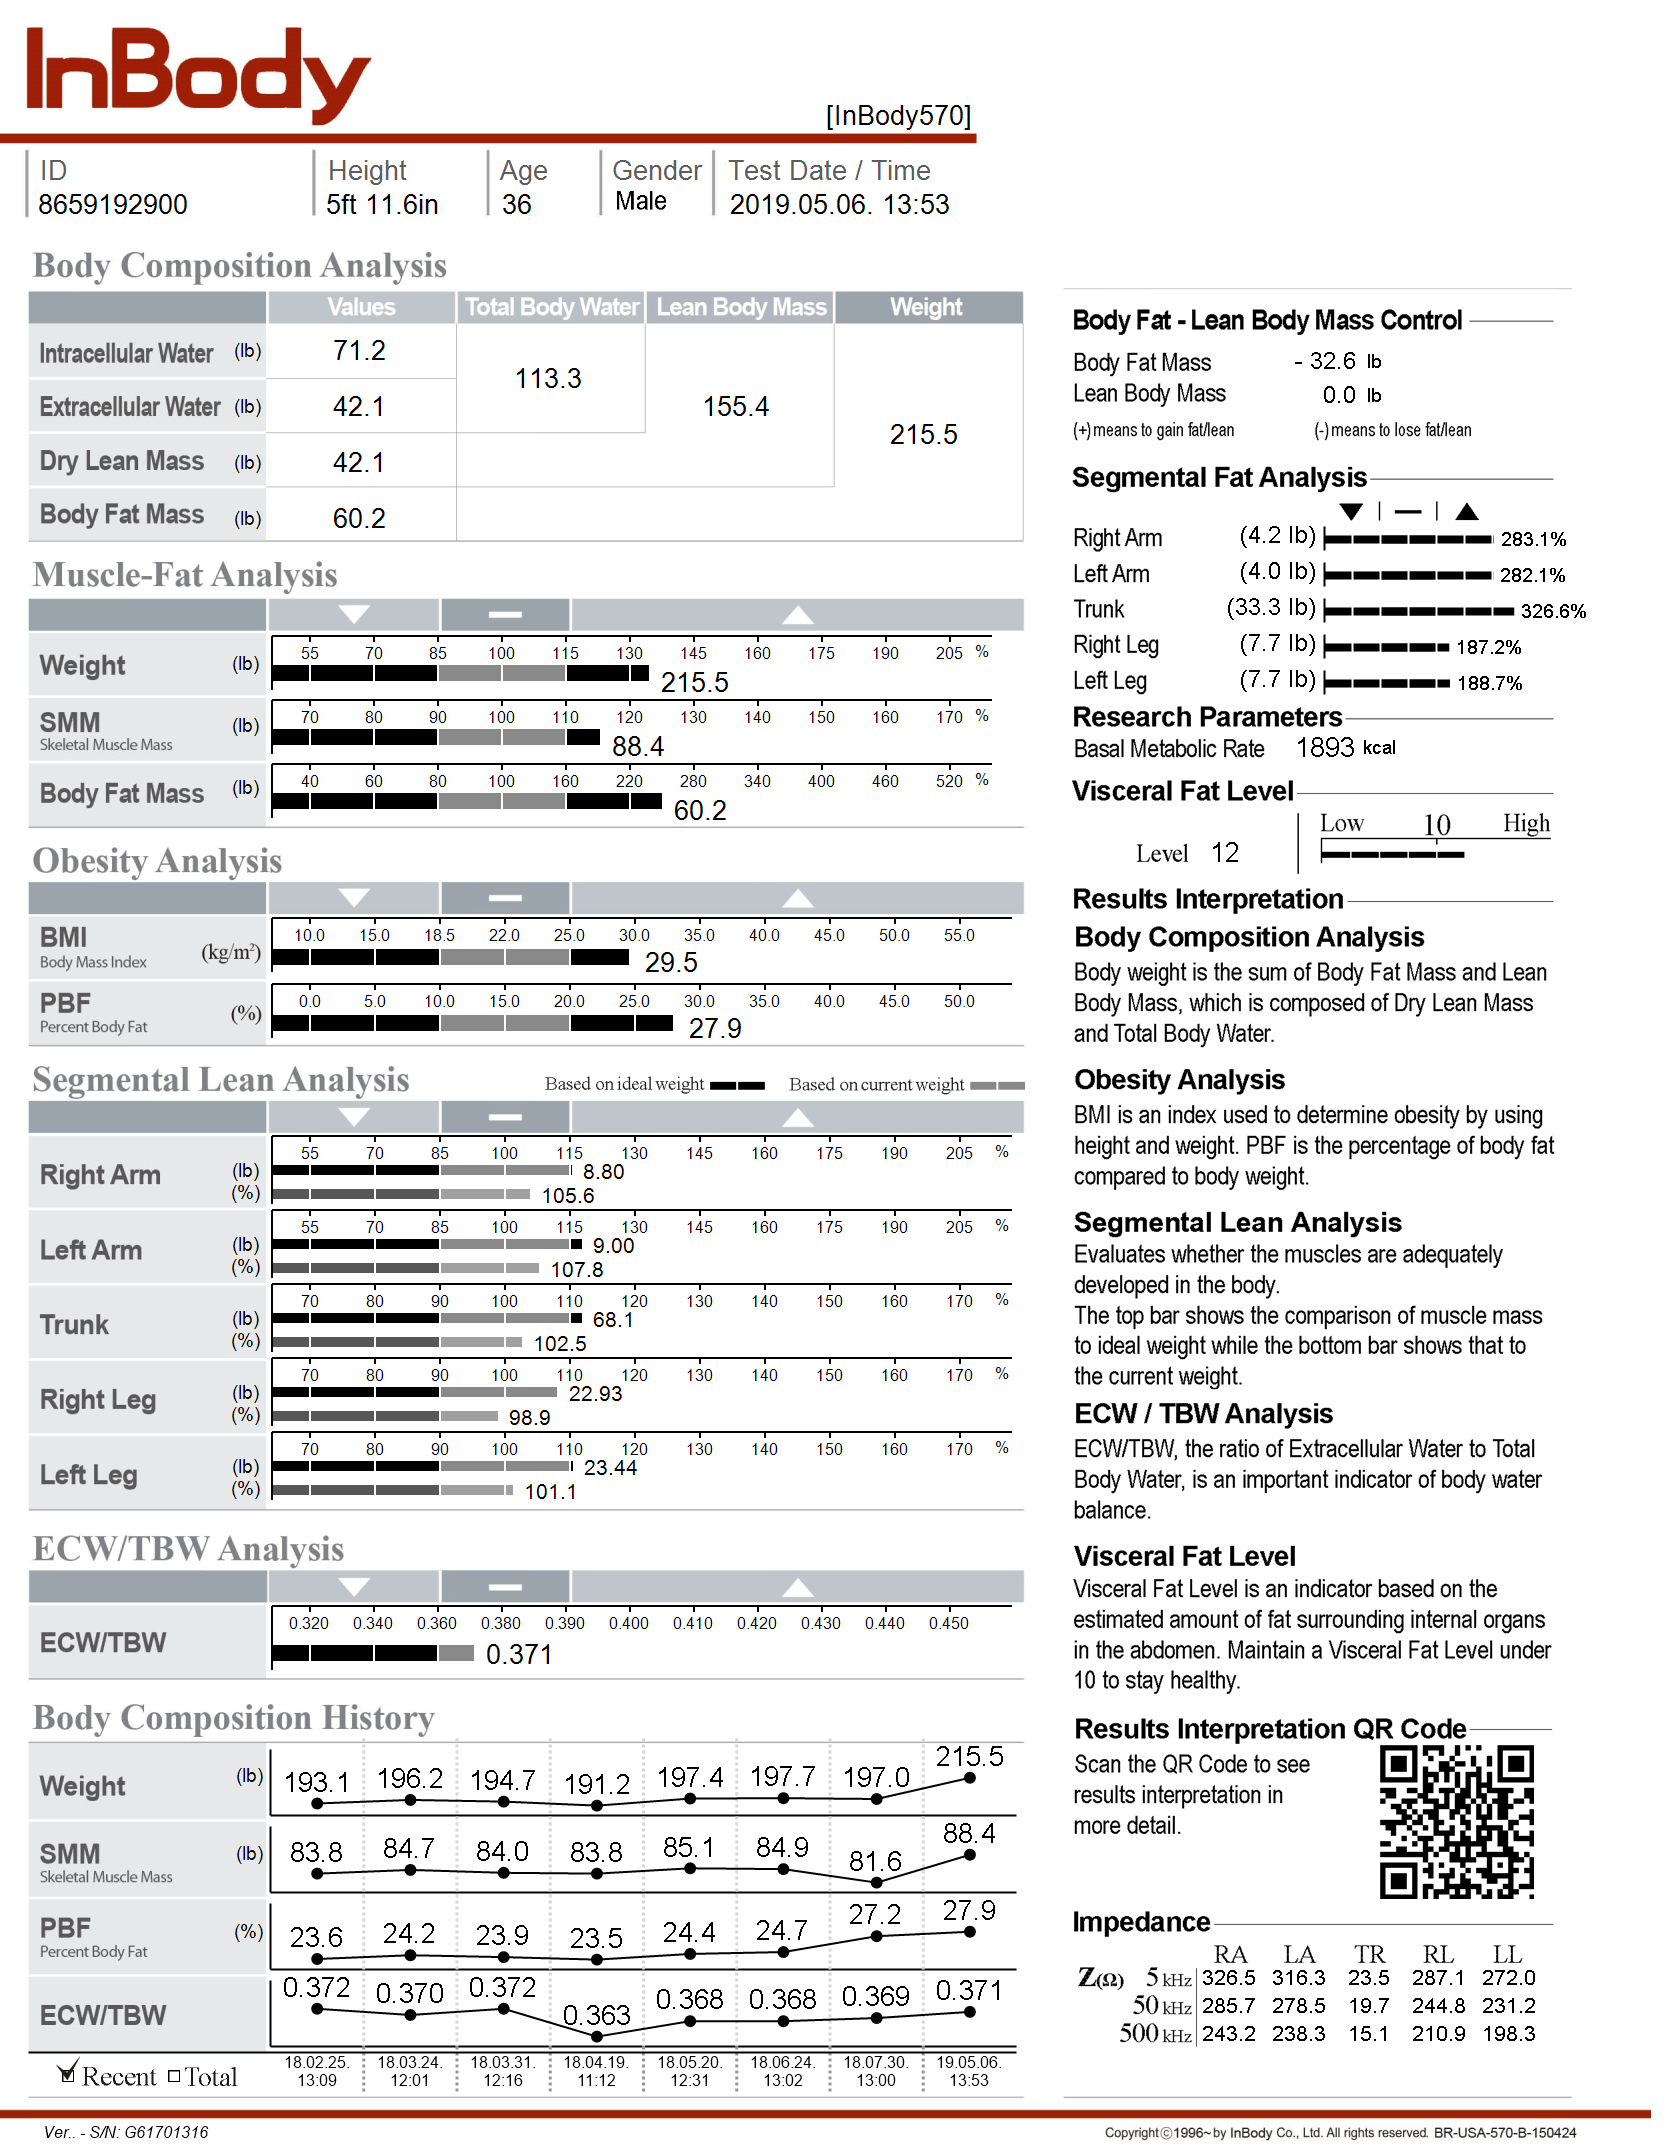 InBody
[InBody570]
ID Height Age Gender Test Date / Time
8659192900 5ft 11.6in 36 Male 2019.05.06. 13:53
Body Composition Analysis
Values Total Body Water Lean Body Mass Weight
Intracellular Water (lb) 71.2
113.3
Extracellular Water (lb) 42.1
155.4
215.5
Dry Lean Mass (lb) 42.1
Body Fat Mass (lb) 60.2
Muscle-Fat Analysis
55 70 85 100 115 130 145 160 175 190 205 %
Weight (lb) 215.5
70 80 90 100 110 120 130 140 150 160 170 %
SMM (lb) 88.4
Skeletal Muscle Mass
40 60 80 100 160 220 280 340 400 460 520 %
Body Fat Mass (lb) 60.2
Obesity Analysis
10.0 15.0 18.5 22.0 25.0 30.0 35.0 40.0 45.0 50.0 55.0
BMI (kg/m²) 29.5
Body Mass Index
0.0 5.0 10.0 15.0 20.0 25.0 30.0 35.0 40.0 45.0 50.0
PBF (%) 27.9
Percent Body Fat
Segmental Lean Analysis Based on ideal weight Based on current weight
55 70 85 100 115 130 145 160 175 190 205 %
Right Arm (lb) 8.80
(%) 105.6
55 70 85 100 115 130 145 160 175 190 205 %
Left Arm (lb) 9.00
(%) 107.8
70 80 90 100 110 120 130 140 150 160 170 %
Trunk (lb) 68.1
(%) 102.5
70 80 90 100 110 120 130 140 150 160 170 %
Right Leg (lb) 22.93
(%) 98.9
70 80 90 100 110 120 130 140 150 160 170 %
Left Leg (lb) 23.44
(%) 101.1
ECW/TBW Analysis
0.320 0.340 0.360 0.380 0.390 0.400 0.410 0.420 0.430 0.440 0.450
ECW/TBW 0.371
Body Composition History
Weight (lb) 193.1 196.2 194.7 191.2 197.4 197.7 197.0 215.5
SMM (lb) 83.8 84.7 84.0 83.8 85.1 84.9 81.6 88.4
Skeletal Muscle Mass
PBF (%) 23.6 24.2 23.9 23.5 24.4 24.7 27.2 27.9
Percent Body Fat
ECW/TBW 0.372 0.370 0.372 0.363 0.368 0.368 0.369 0.371
Recent Total
18.02.25. 18.03.24. 18.03.31. 18.04.19. 18.05.20. 18.06.24. 18.07.30. 19.05.06.
13:09 12:01 12:16 11:12 12:31 13:02 13:00 13:53
Body Fat - Lean Body Mass Control
Body Fat Mass - 32.6 lb
Lean Body Mass 0.0 lb
(+) means to gain fat/lean (-) means to lose fat/lean
Segmental Fat Analysis
Right Arm (4.2 lb) 283.1%
Left Arm (4.0 lb) 282.1%
Trunk (33.3 lb) 326.6%
Right Leg (7.7 lb) 187.2%
Left Leg (7.7 lb) 188.7%
Research Parameters
Basal Metabolic Rate 1893 kcal
Visceral Fat Level
Low 10 High
Level 12
Results Interpretation
Body Composition Analysis
Body weight is the sum of Body Fat Mass and Lean
Body Mass, which is composed of Dry Lean Mass
and Total Body Water.
Obesity Analysis
BMI is an index used to determine obesity by using
height and weight. PBF is the percentage of body fat
compared to body weight.
Segmental Lean Analysis
Evaluates whether the muscles are adequately
developed in the body.
The top bar shows the comparison of muscle mass
to ideal weight while the bottom bar shows that to
the current weight.
ECW / TBW Analysis
ECW/TBW, the ratio of Extracellular Water to Total
Body Water, is an important indicator of body water
balance.
Visceral Fat Level
Visceral Fat Level is an indicator based on the
estimated amount of fat surrounding internal organs
in the abdomen. Maintain a Visceral Fat Level under
10 to stay healthy.
Results Interpretation QR Code
Scan the QR Code to see
results interpretation in
more detail.
Impedance
RA LA TR RL LL
Z(Ω) 5 kHz 326.5 316.3 23.5 287.1 272.0
50 kHz 285.7 278.5 19.7 244.8 231.2
500 kHz 243.2 238.3 15.1 210.9 198.3
Ver.. - S/N: G61701316
Copyright©1996~ by InBody Co., Ltd. All rights reserved. BR-USA-570-B-150424